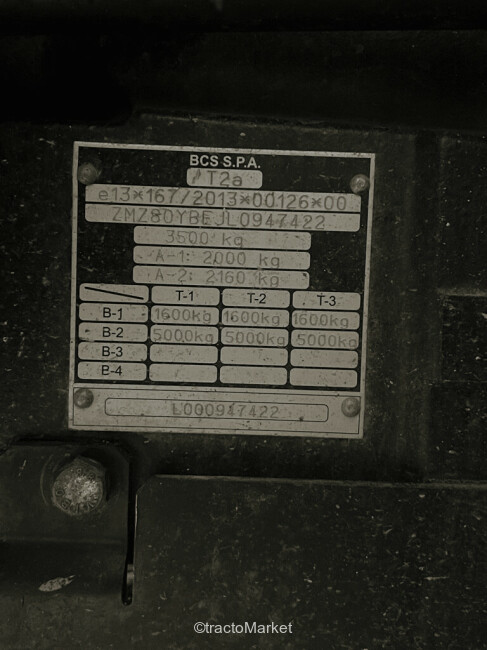 BCS S.P.A.
T2a
e13*167/2013*00126*00
ZMZ80YBEJL0947422
3500 kg
A-1: 2000 kg
A-2: 2160 kg
T-1 T-2 T-3
B-1 1600kg 1600kg 1600kg
B-2 5000kg 5000kg 5000kg
B-3
B-4
L000947422
©tractoMarket